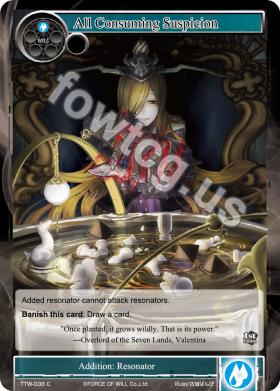 All Consuming Suspicion
WILL
fowtcg.us
Added resonator cannot attack resonators.
Banish this card: Draw a card.
"Once planted, it grows wildly. That is its power."
—Overlord of the Seven Lands, Valentina
Addition: Resonator
TTW-038 C
©FORCE OF WILL Co.,Ltd.